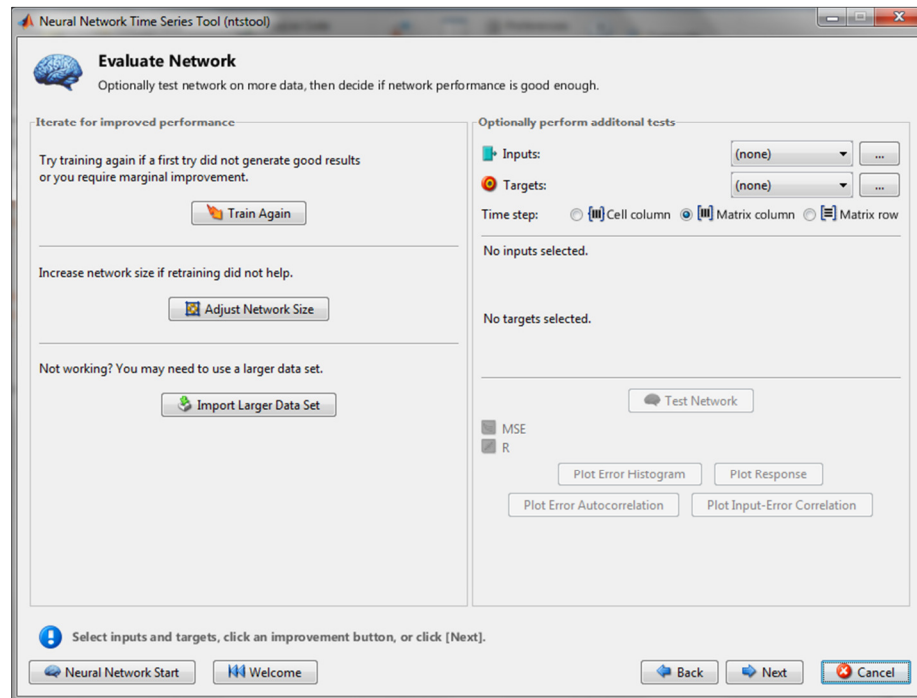 Neural Network Time Series Tool (ntstool)
Evaluate Network
Optionally test network on more data, then decide if network performance is good enough.
Iterate for improved performance
Try training again if a first try did not generate good results
or you require marginal improvement.
Train Again
Increase network size if retraining did not help.
Adjust Network Size
Not working? You may need to use a larger data set.
Import Larger Data Set
Optionally perform additonal tests
Inputs: (none) ...
Targets: (none) ...
Time step: Cell column Matrix column Matrix row
No inputs selected.
No targets selected.
Test Network
MSE
R
Plot Error Histogram Plot Response
Plot Error Autocorrelation Plot Input-Error Correlation
Select inputs and targets, click an improvement button, or click [Next].
Neural Network Start Welcome Back Next Cancel